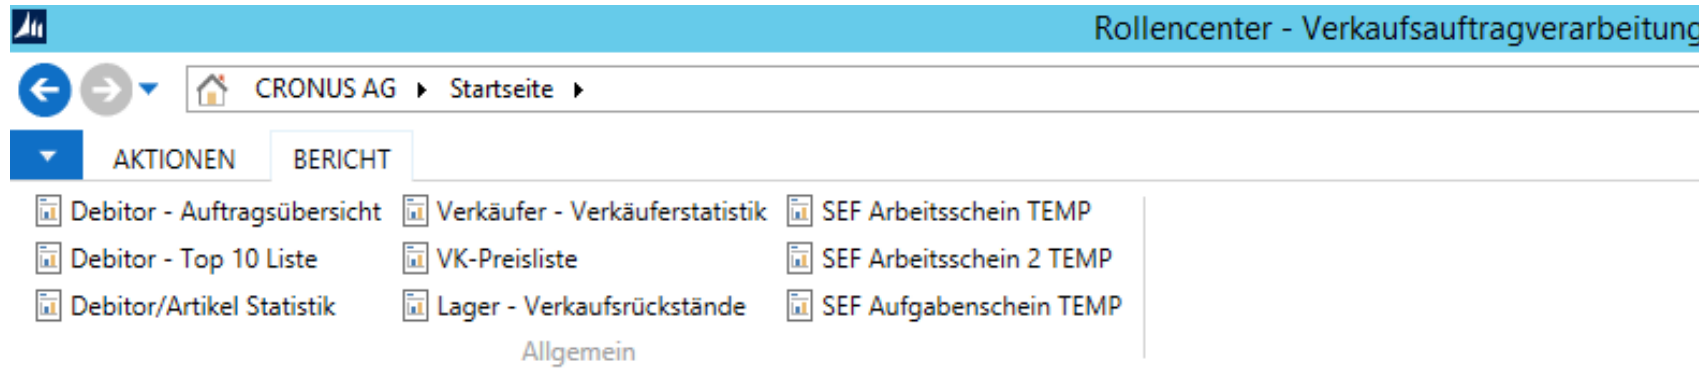 Rollencenter - Verkaufsauftragverarbeitung
CRONUS AG Startseite
AKTIONEN BERICHT
Debitor - Auftragsübersicht Verkäufer - Verkäuferstatistik SEF Arbeitsschein TEMP
Debitor - Top 10 Liste VK-Preisliste SEF Arbeitsschein 2 TEMP
Debitor/Artikel Statistik Lager - Verkaufsrückstände SEF Aufgabenschein TEMP
Allgemein